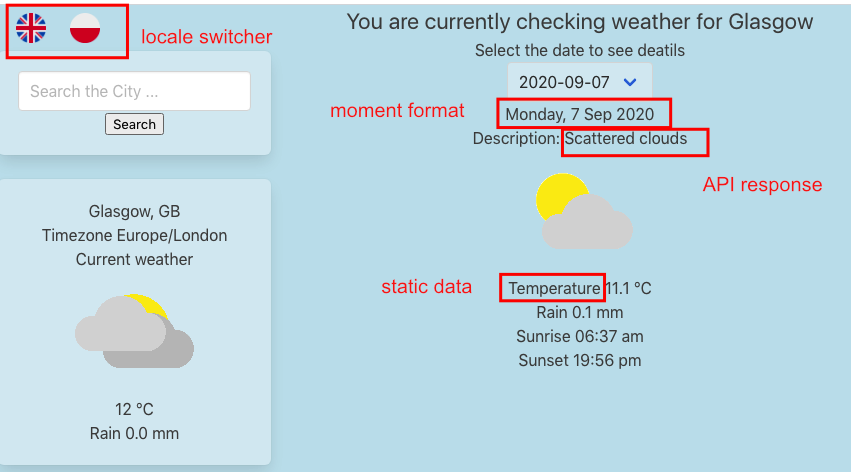 locale switcher
Search the City ...
Search
Glasgow, GB
Timezone Europe/London
Current weather
12 °C
Rain 0.0 mm
You are currently checking weather for Glasgow
Select the date to see deatils
2020-09-07
moment format
Monday, 7 Sep 2020
Description: Scattered clouds
API response
static data
Temperature 11.1 °C
Rain 0.1 mm
Sunrise 06:37 am
Sunset 19:56 pm